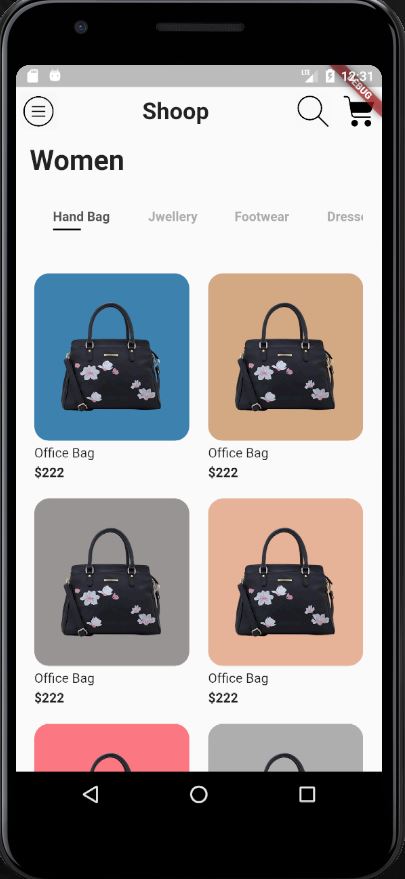 LTE 12:31
DEBUG
Shoop
Women
Hand Bag Jwellery Footwear Dresse
Office Bag Office Bag
$222 $222
Office Bag Office Bag
$222 $222